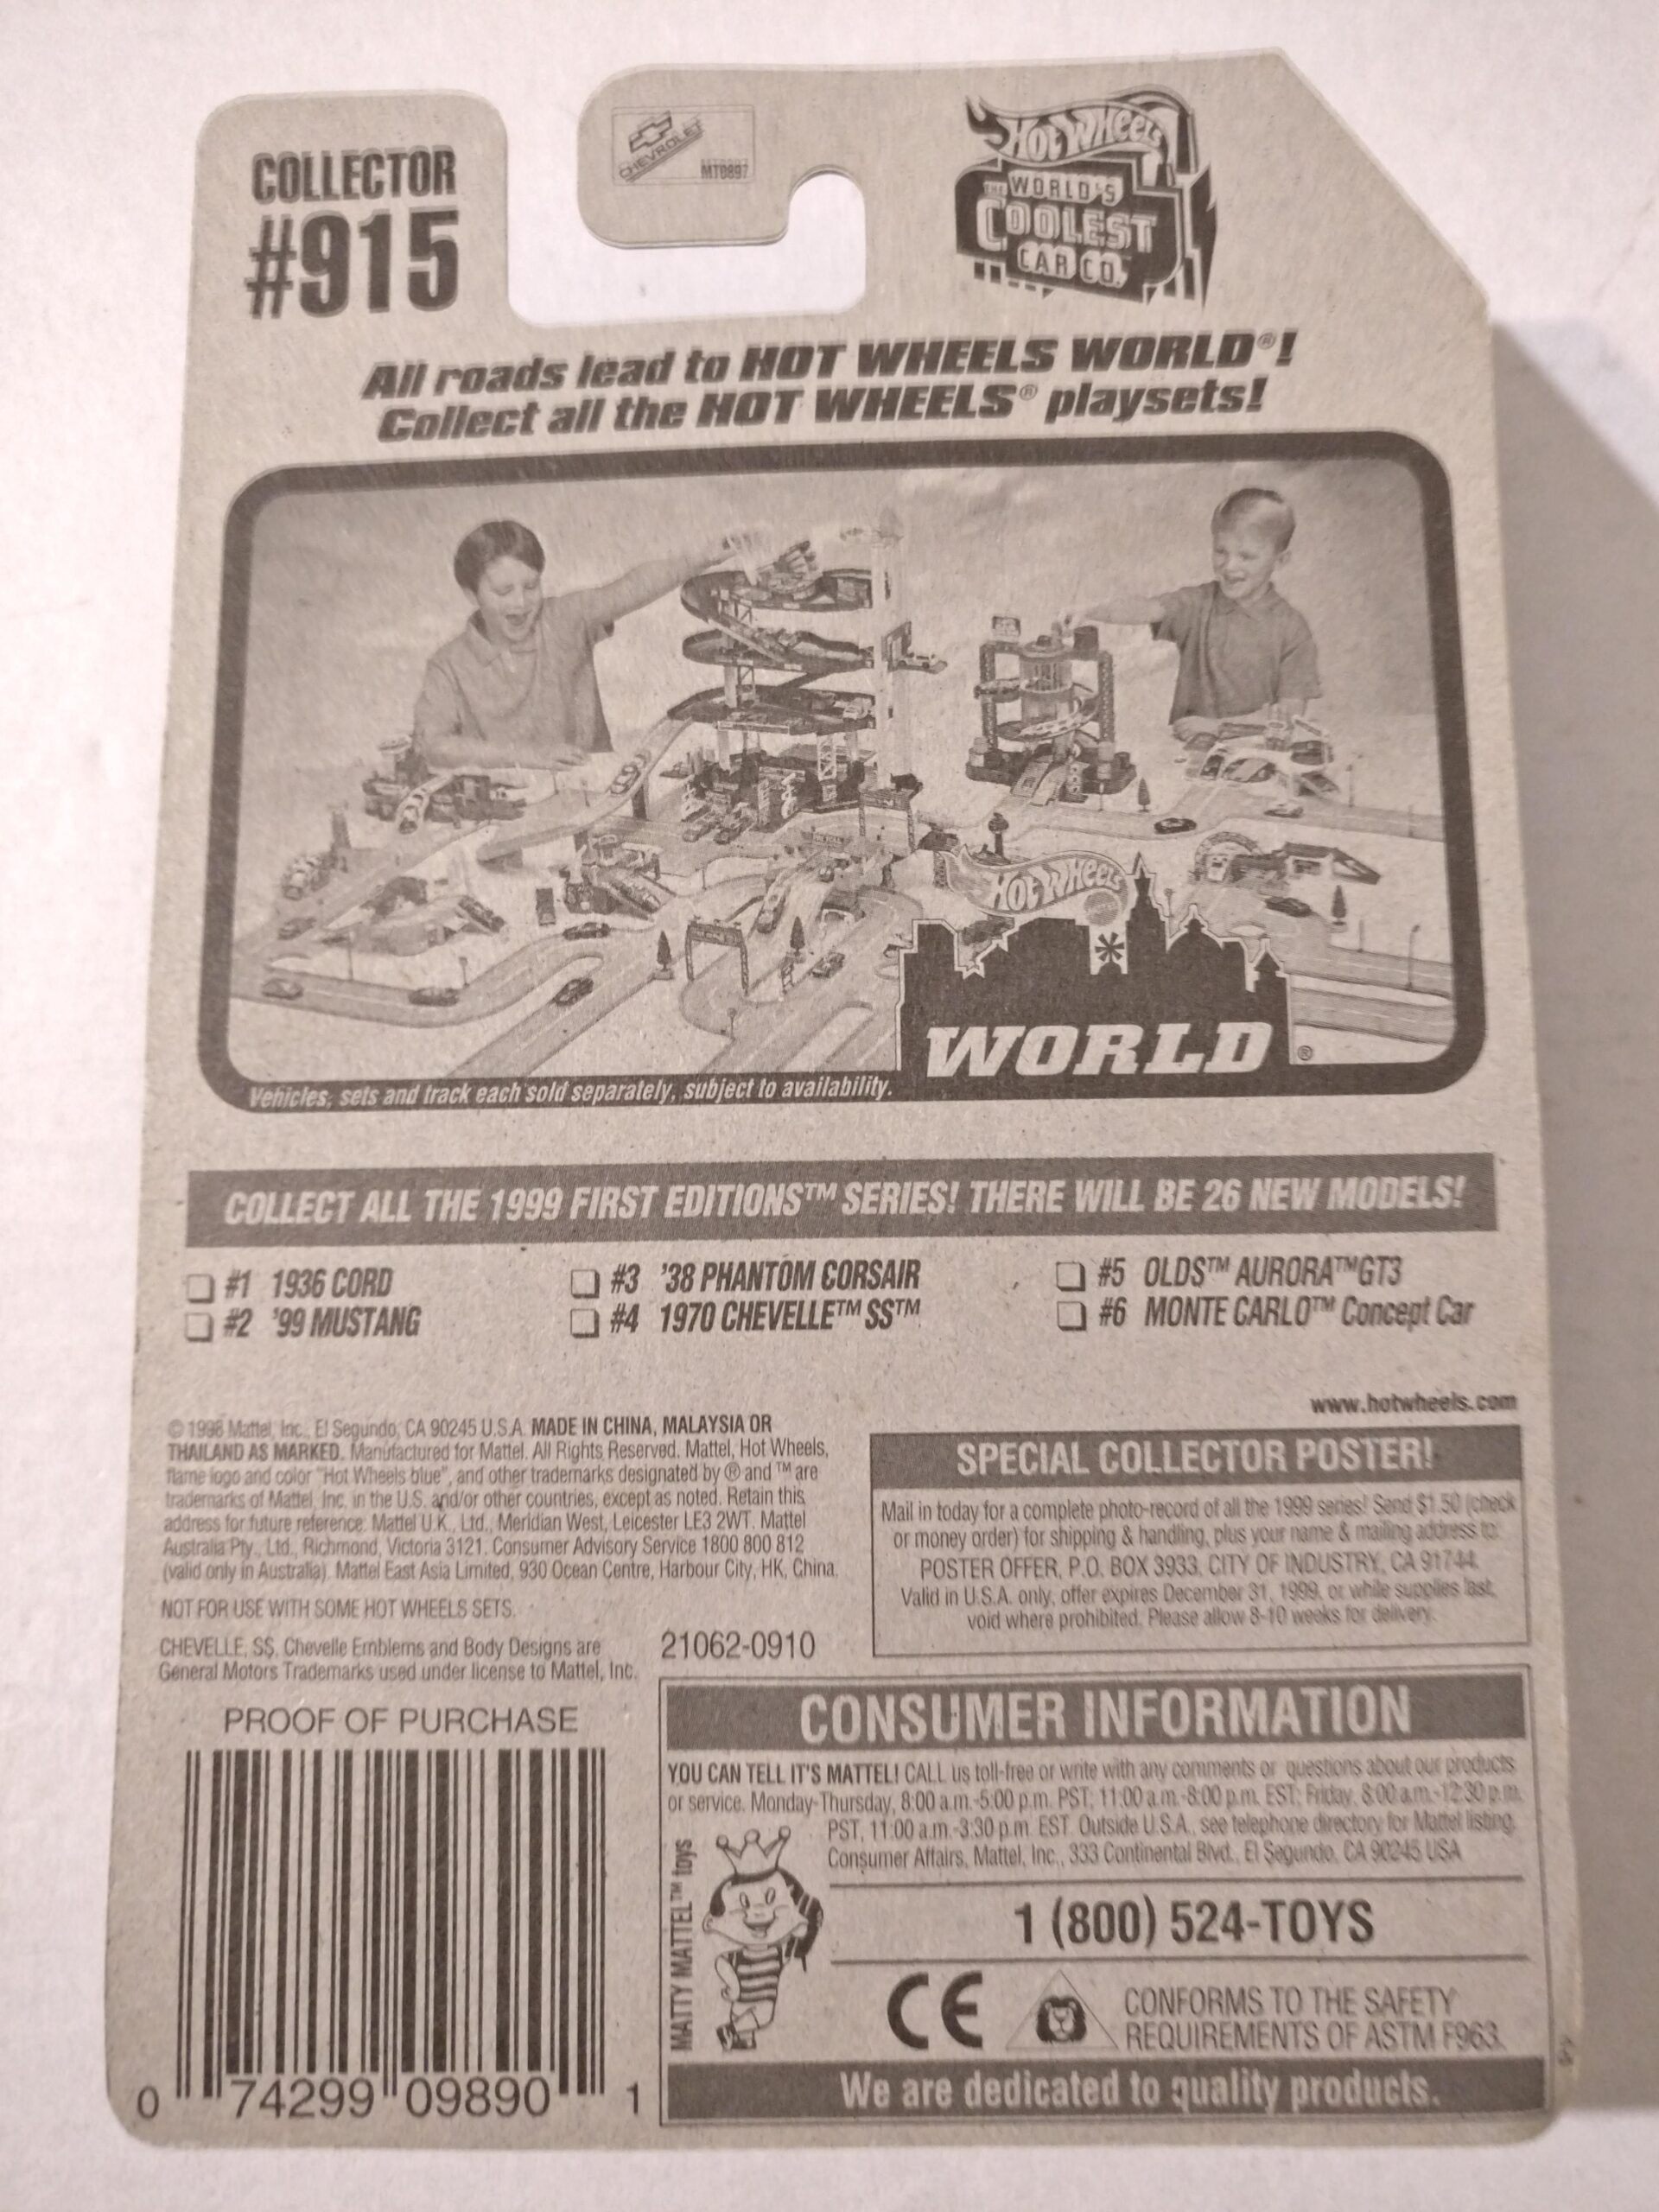 COLLECTOR
#915
CHEVROLET
MT0897
Hot Wheels
THE WORLD'S
COOLEST
CAR CO.™
All roads lead to HOT WHEELS WORLD®!
Collect all the HOT WHEELS® playsets!
Hot Wheels
WORLD ®
Vehicles, sets and track each sold separately, subject to availability.
COLLECT ALL THE 1999 FIRST EDITIONS™ SERIES! THERE WILL BE 26 NEW MODELS!
#1 1936 CORD
#2 '99 MUSTANG
#3 '38 PHANTOM CORSAIR
#4 1970 CHEVELLE™ SS™
#5 OLDS™ AURORA™ GT3
#6 MONTE CARLO™ Concept Car
© 1998 Mattel, Inc., El Segundo, CA 90245 U.S.A. MADE IN CHINA, MALAYSIA OR
THAILAND AS MARKED. Manufactured for Mattel. All Rights Reserved. Mattel, Hot Wheels,
flame logo and color "Hot Wheels blue", and other trademarks designated by ® and ™ are
trademarks of Mattel, Inc. in the U.S. and/or other countries, except as noted. Retain this
address for future reference: Mattel U.K., Ltd., Meridian West, Leicester LE3 2WT. Mattel
Australia Pty., Ltd., Richmond, Victoria 3121. Consumer Advisory Service 1800 800 812
(valid only in Australia). Mattel East Asia Limited, 930 Ocean Centre, Harbour City, HK, China.
NOT FOR USE WITH SOME HOT WHEELS SETS.
CHEVELLE, SS, Chevelle Emblems and Body Designs are
General Motors Trademarks used under license to Mattel, Inc.
21062-0910
www.hotwheels.com
SPECIAL COLLECTOR POSTER!
Mail in today for a complete photo-record of all the 1999 series! Send $1.50 (check
or money order) for shipping & handling, plus your name & mailing address to:
POSTER OFFER, P.O. BOX 3933, CITY OF INDUSTRY, CA 91744.
Valid in U.S.A. only, offer expires December 31, 1999, or while supplies last,
void where prohibited. Please allow 8-10 weeks for delivery.
PROOF OF PURCHASE
0 74299 09890 1
CONSUMER INFORMATION
YOU CAN TELL IT'S MATTEL! CALL us toll-free or write with any comments or questions about our products
or service. Monday-Thursday, 8:00 a.m.-5:00 p.m. PST; 11:00 a.m.-8:00 p.m. EST; Friday, 8:00 a.m.-12:30 p.m.
PST, 11:00 a.m.-3:30 p.m. EST. Outside U.S.A., see telephone directory for Mattel listing.
Consumer Affairs, Mattel, Inc., 333 Continental Blvd., El Segundo, CA 90245 USA
MATTY MATTEL™ toys
1 (800) 524-TOYS
CE
CONFORMS TO THE SAFETY
REQUIREMENTS OF ASTM F963.
We are dedicated to quality products.